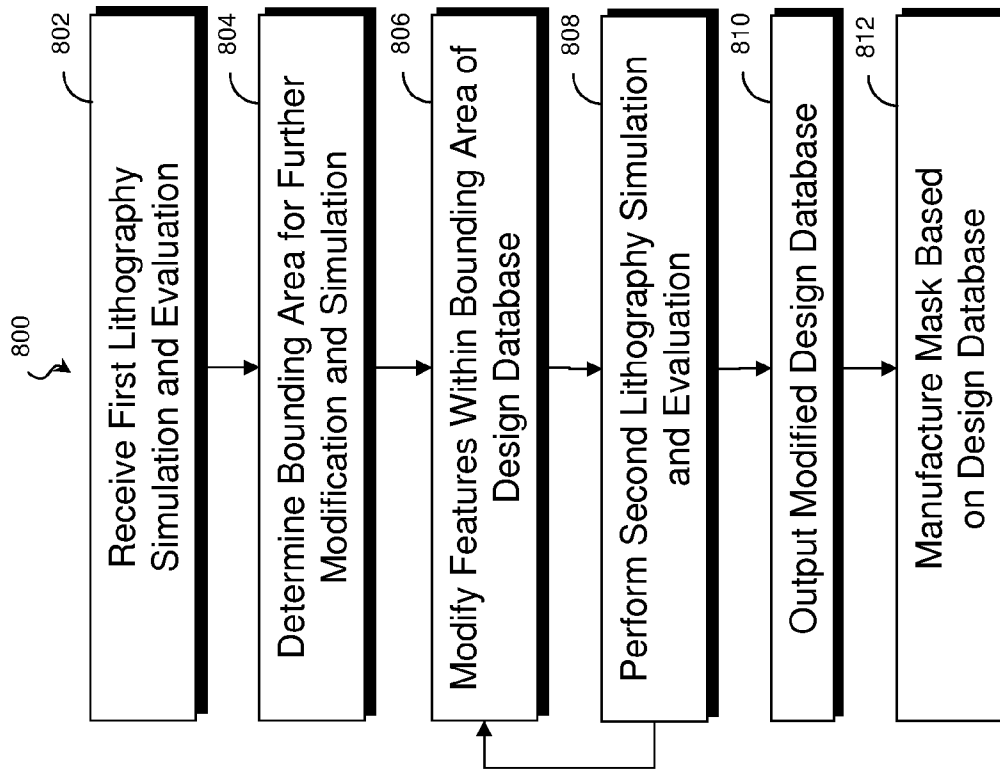 800
802
Receive First Lithography
Simulation and Evaluation
804
Determine Bounding Area for Further
Modification and Simulation
806
Modify Features Within Bounding Area of
Design Database
808
Perform Second Lithography Simulation
and Evaluation
810
Output Modified Design Database
812
Manufacture Mask Based
on Design Database